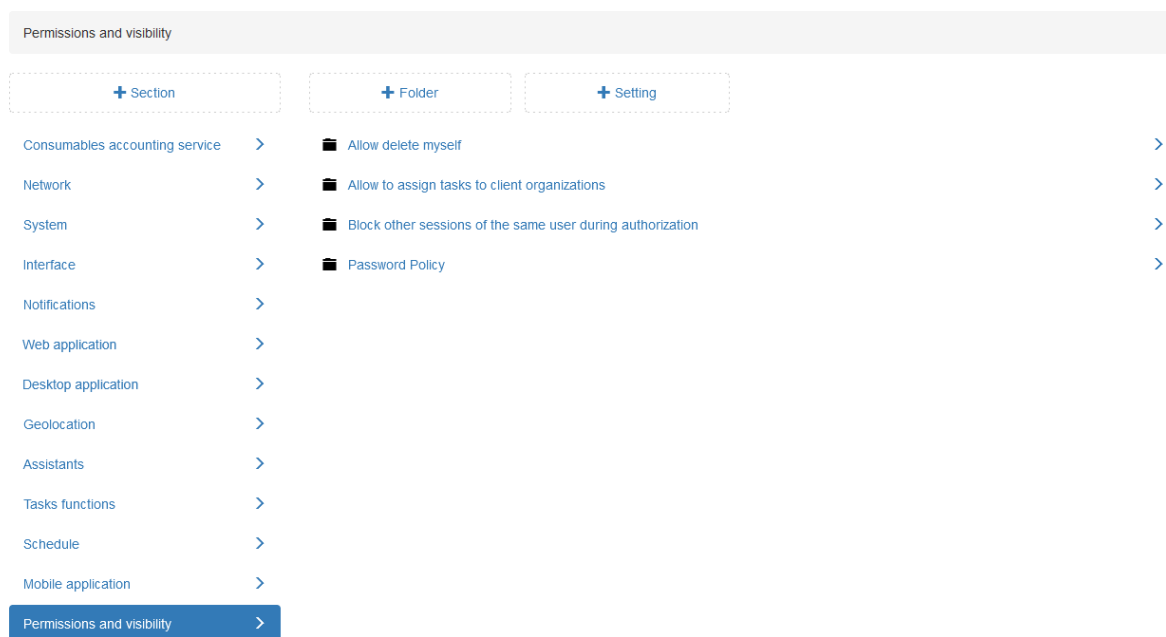 Permissions and visibility
+ Section
+ Folder
+ Setting
Consumables accounting service
Network
System
Interface
Notifications
Web application
Desktop application
Geolocation
Assistants
Tasks functions
Schedule
Mobile application
Permissions and visibility
Allow delete myself
Allow to assign tasks to client organizations
Block other sessions of the same user during authorization
Password Policy